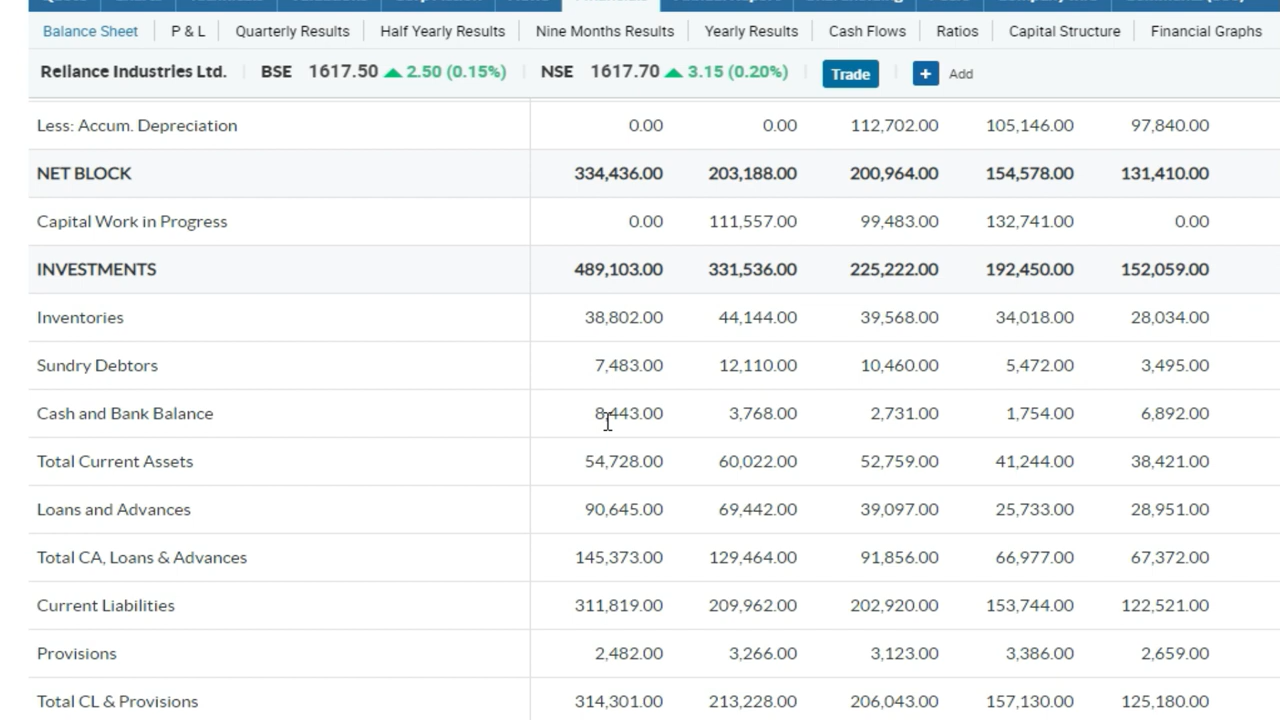 Balance Sheet P & L Quarterly Results Half Yearly Results Nine Months Results Yearly Results Cash Flows Ratios Capital Structure Financial Graphs
Reliance Industries Ltd. BSE 1617.50 2.50 (0.15%) NSE 1617.70 3.15 (0.20%) Trade + Add
Less: Accum. Depreciation 0.00 0.00 112,702.00 105,146.00 97,840.00
NET BLOCK 334,436.00 203,188.00 200,964.00 154,578.00 131,410.00
Capital Work in Progress 0.00 111,557.00 99,483.00 132,741.00 0.00
INVESTMENTS 489,103.00 331,536.00 225,222.00 192,450.00 152,059.00
Inventories 38,802.00 44,144.00 39,568.00 34,018.00 28,034.00
Sundry Debtors 7,483.00 12,110.00 10,460.00 5,472.00 3,495.00
Cash and Bank Balance 8,443.00 3,768.00 2,731.00 1,754.00 6,892.00
Total Current Assets 54,728.00 60,022.00 52,759.00 41,244.00 38,421.00
Loans and Advances 90,645.00 69,442.00 39,097.00 25,733.00 28,951.00
Total CA, Loans & Advances 145,373.00 129,464.00 91,856.00 66,977.00 67,372.00
Current Liabilities 311,819.00 209,962.00 202,920.00 153,744.00 122,521.00
Provisions 2,482.00 3,266.00 3,123.00 3,386.00 2,659.00
Total CL & Provisions 314,301.00 213,228.00 206,043.00 157,130.00 125,180.00